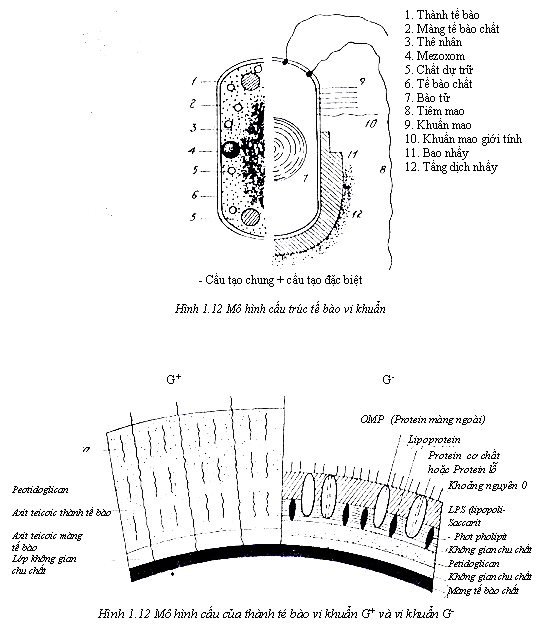 1. Thành tế bào
2. Màng tế bào chất
3. Thể nhân
4. Mezoxom
5. Chất dự trữ
6. Tế bào chất
7. Bào tử
8. Tiêm mao
9. Khuẩn mao
10. Khuẩn mao giới tính
11. Bao nhầy
12. Tầng dịch nhầy
1
2
3
4
5
6
5
7
9
10
11
8
12
- Cấu tạo chung + cấu tạo đặc biệt
Hình 1.12 Mô hình cấu trúc tế bào vi khuẩn
G+
G-
OMP (Protein màng ngoài)
Lipoprotein
Protein cơ chất
hoặc Protein lỗ
Peotidoglican
Axit teicoic thành tế bào
Axit teicoic màng
tế bào
Lớp không gian
chu chất
Khoáng nguyên 0
LPS (lipopoli-
Saccarit
Phot pholipit
Không gian chu chất
Petidoglican
Không gian chu chất
Màng tế bào chất
Hình 1.12 Mô hình cấu của thành té bào vi khuẩn G+ và vi khuẩn G-